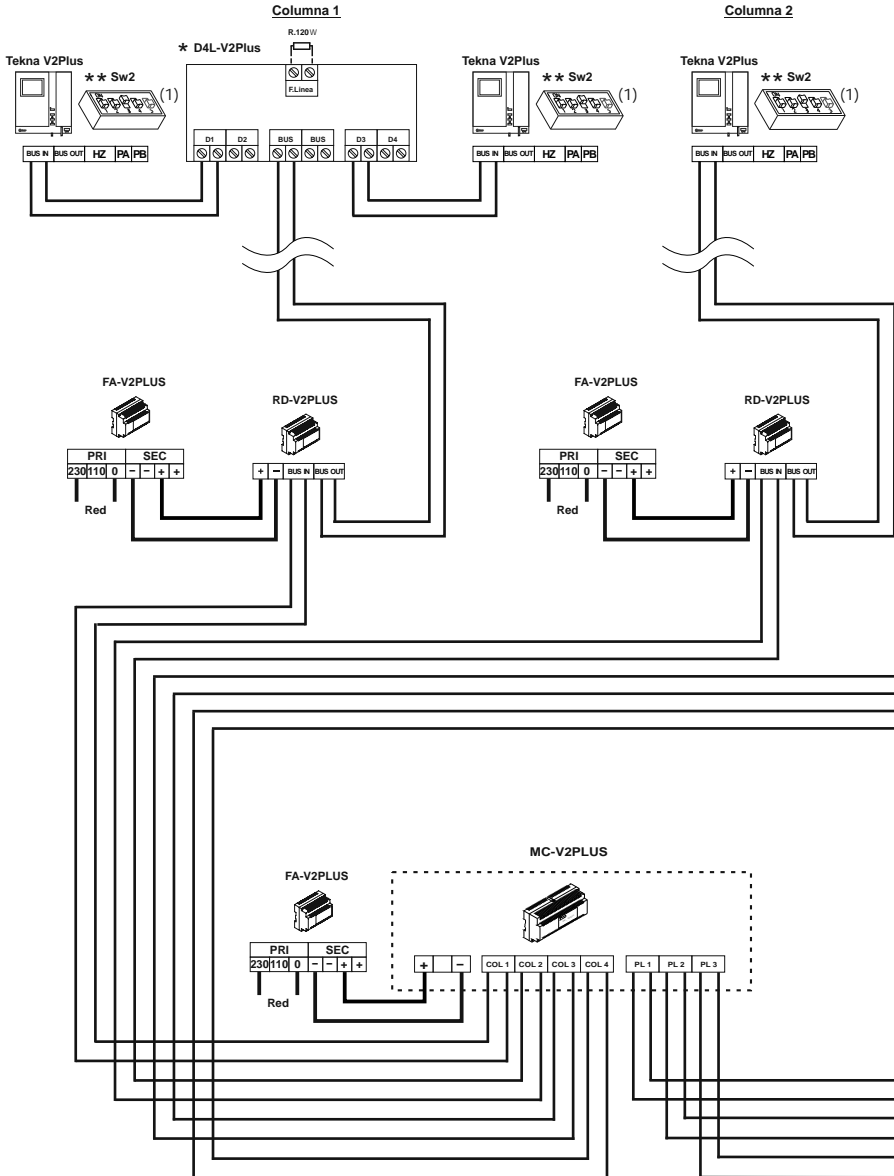 Columna 1
Columna 2
R.120W
* D4L-V2Plus
F.Linea
Tekna V2Plus
** Sw2
(1)
Tekna V2Plus
** Sw2
(1)
Tekna V2Plus
** Sw2
(1)
D1 D2 BUS BUS D3 D4
BUS IN BUS OUT HZ PA PB
BUS IN BUS OUT HZ PA PB
BUS IN BUS OUT HZ PA PB
FA-V2PLUS
RD-V2PLUS
FA-V2PLUS
RD-V2PLUS
PRI SEC
230 110 0 − − + +
Red
+ − BUS IN BUS OUT
PRI SEC
230 110 0 − − + +
Red
+ − BUS IN BUS OUT
MC-V2PLUS
FA-V2PLUS
PRI SEC
230 110 0 − − + +
Red
+ − COL 1 COL 2 COL 3 COL 4 PL 1 PL 2 PL 3